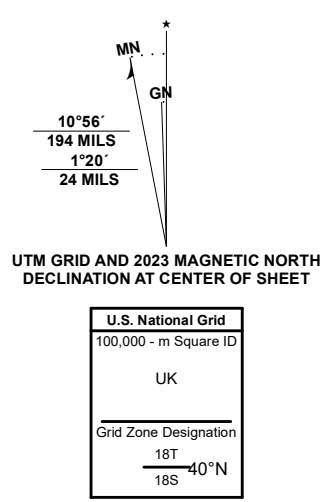 ★
MN
GN
10°56´
194 MILS
1°20´
24 MILS
UTM GRID AND 2023 MAGNETIC NORTH
DECLINATION AT CENTER OF SHEET
U.S. National Grid
100,000 - m Square ID
UK
Grid Zone Designation
18T
40°N
18S